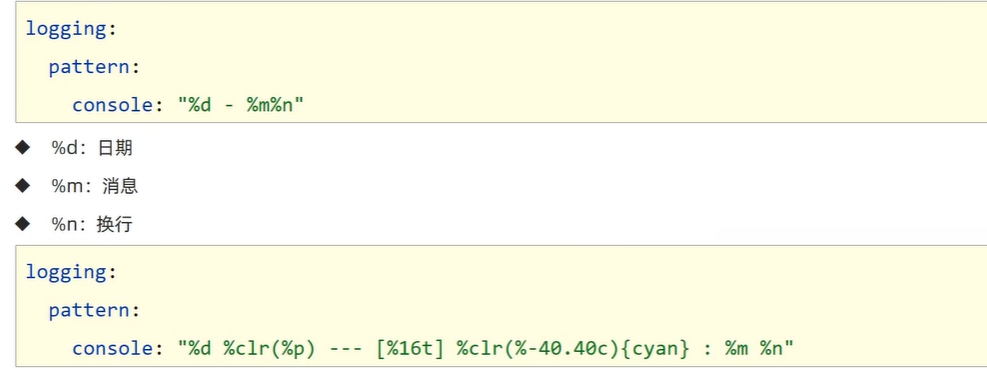 logging:
  pattern:
    console: "%d - %m%n"
◆ %d：日期
◆ %m：消息
◆ %n：换行
logging:
  pattern:
    console: "%d %clr(%p) --- [%16t] %clr(%-40.40c){cyan} : %m %n"